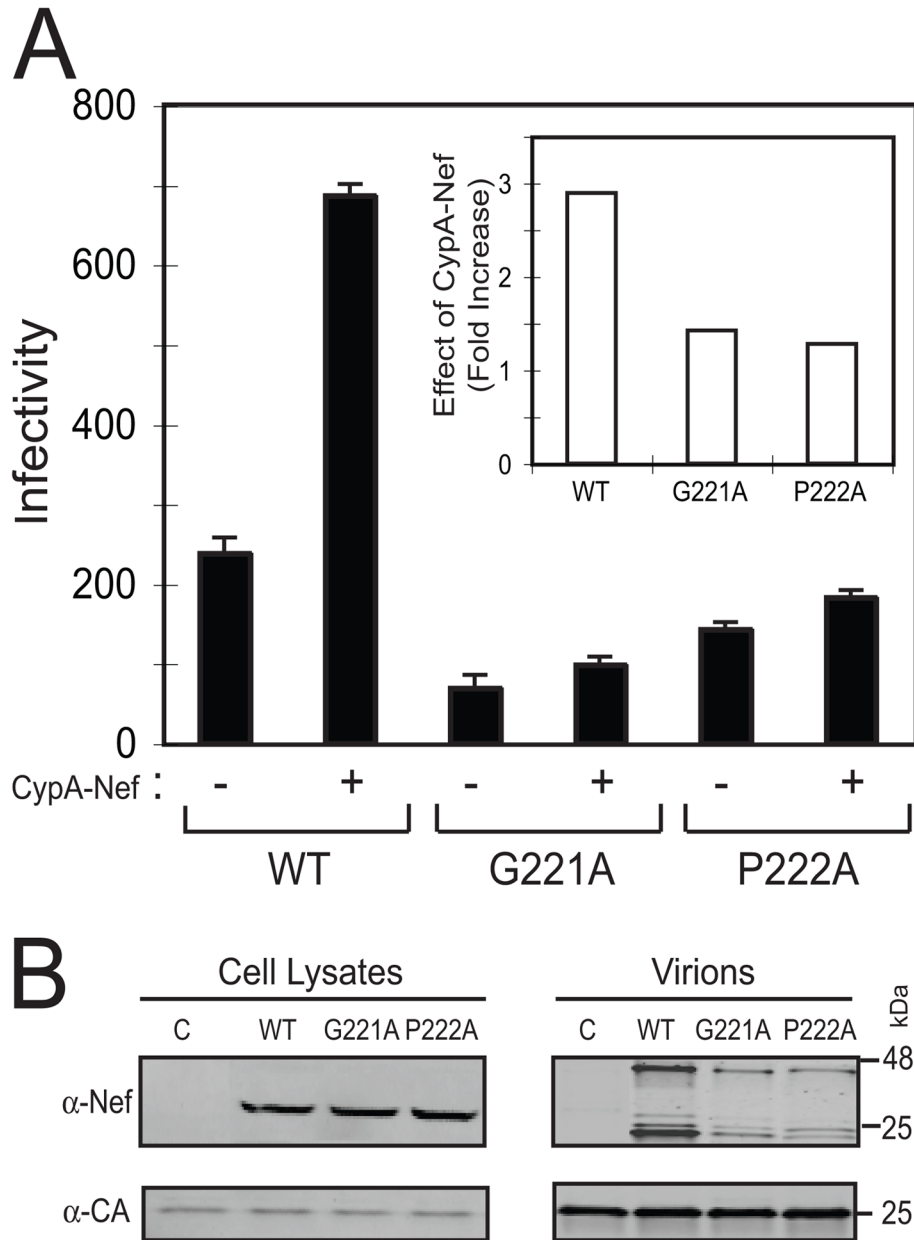 A
800
600
400
200
0
Infectivity
Effect of CypA-Nef
(Fold Increase)
3
2
1
0
WT G221A P222A
CypA-Nef : - + - + - +
WT G221A P222A
B
Cell Lysates Virions
C WT G221A P222A C WT G221A P222A kDa
α-Nef 48
25
α-CA 25